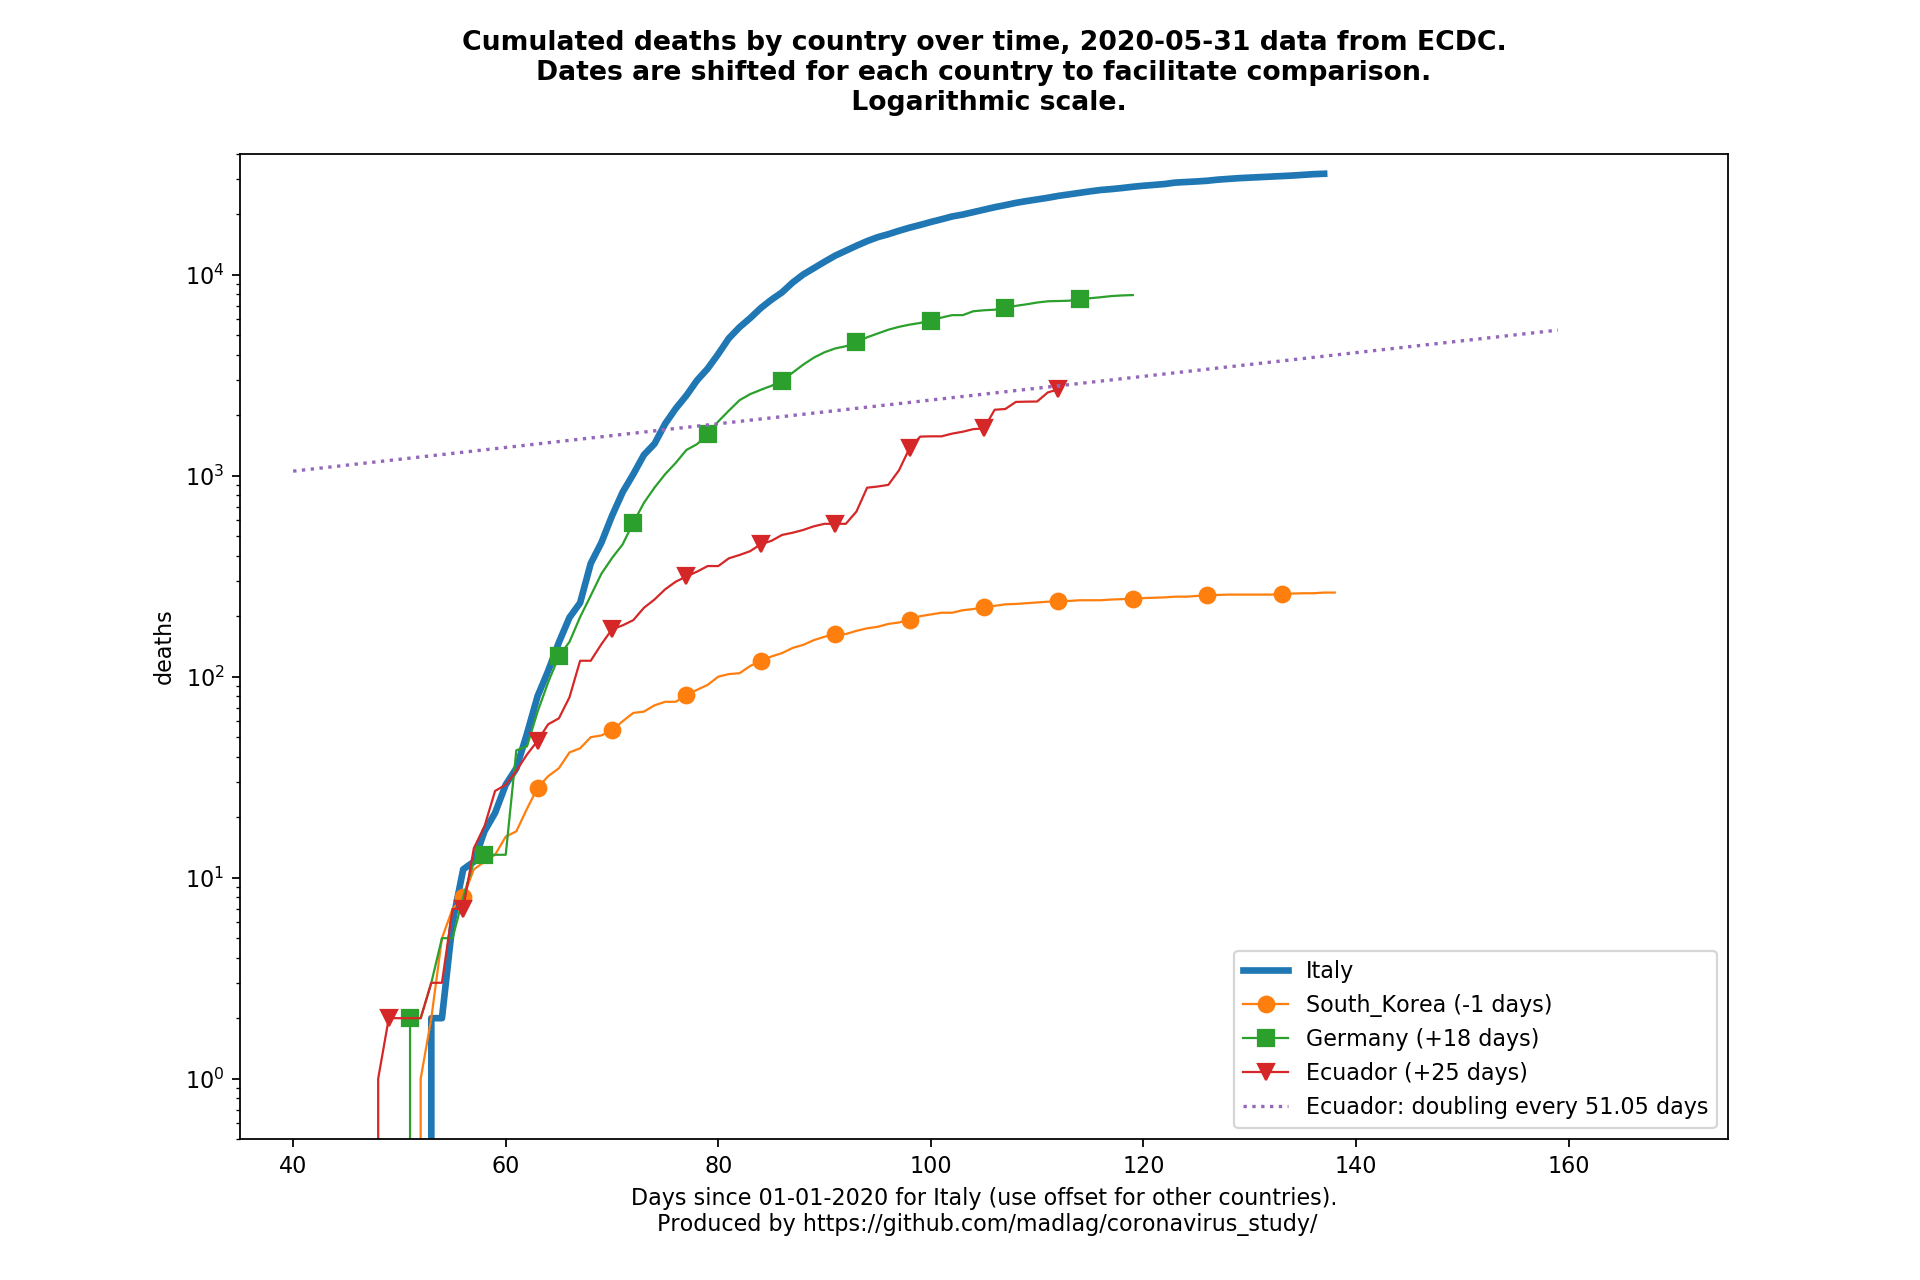 Cumulated deaths by country over time, 2020-05-31 data from ECDC.
Dates are shifted for each country to facilitate comparison.
Logarithmic scale.
deaths
10⁴
10³
10²
10¹
10⁰
40 60 80 100 120 140 160
Italy
South_Korea (-1 days)
Germany (+18 days)
Ecuador (+25 days)
Ecuador: doubling every 51.05 days
Days since 01-01-2020 for Italy (use offset for other countries).
Produced by https://github.com/madlag/coronavirus_study/